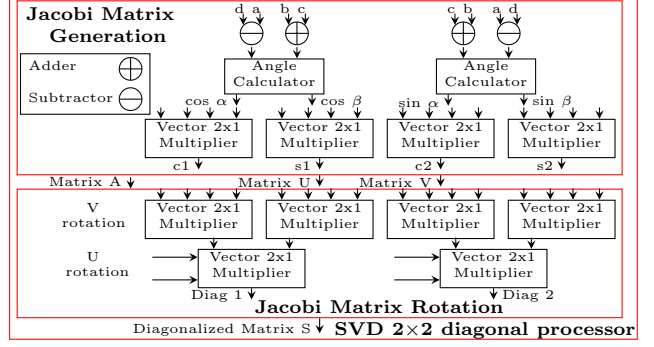 Jacobi Matrix
Generation
d a b c c b a d
Adder
Subtractor
Angle
Calculator
Angle
Calculator
cos α cos β sin α sin β
Vector 2x1
Multiplier
Vector 2x1
Multiplier
Vector 2x1
Multiplier
Vector 2x1
Multiplier
c1 s1 c2 s2
Matrix A Matrix U Matrix V
V
rotation
Vector 2x1
Multiplier
Vector 2x1
Multiplier
Vector 2x1
Multiplier
Vector 2x1
Multiplier
U
rotation
Vector 2x1
Multiplier
Vector 2x1
Multiplier
Diag 1 Diag 2
Jacobi Matrix Rotation
Diagonalized Matrix S
SVD 2×2 diagonal processor